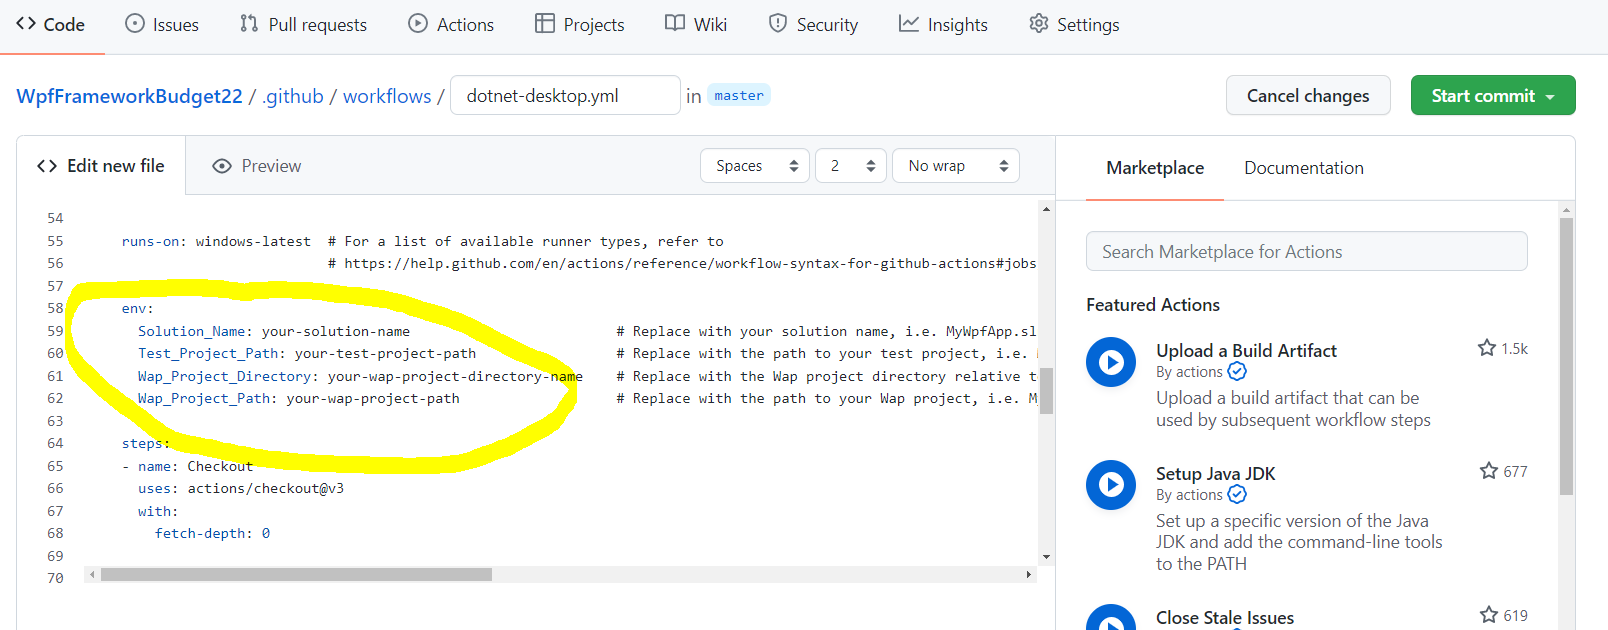 Code Issues Pull requests Actions Projects Wiki Security Insights Settings
WpfFrameworkBudget22 / .github / workflows / dotnet-desktop.yml in master Cancel changes Start commit
Edit new file Preview Spaces 2 No wrap
54
55 runs-on: windows-latest # For a list of available runner types, refer to
56 # https://help.github.com/en/actions/reference/workflow-syntax-for-github-actions#jobs
57
58 env:
59 Solution_Name: your-solution-name # Replace with your solution name, i.e. MyWpfApp.sl
60 Test_Project_Path: your-test-project-path # Replace with the path to your test project, i.e.
61 Wap_Project_Directory: your-wap-project-directory-name # Replace with the Wap project directory relative t
62 Wap_Project_Path: your-wap-project-path # Replace with the path to your Wap project, i.e. M
63
64 steps:
65 - name: Checkout
66 uses: actions/checkout@v3
67 with:
68 fetch-depth: 0
69
70
Marketplace Documentation
Search Marketplace for Actions
Featured Actions
Upload a Build Artifact 1.5k
By actions
Upload a build artifact that can be
used by subsequent workflow steps
Setup Java JDK 677
By actions
Set up a specific version of the Java
JDK and add the command-line tools
to the PATH
Close Stale Issues 619